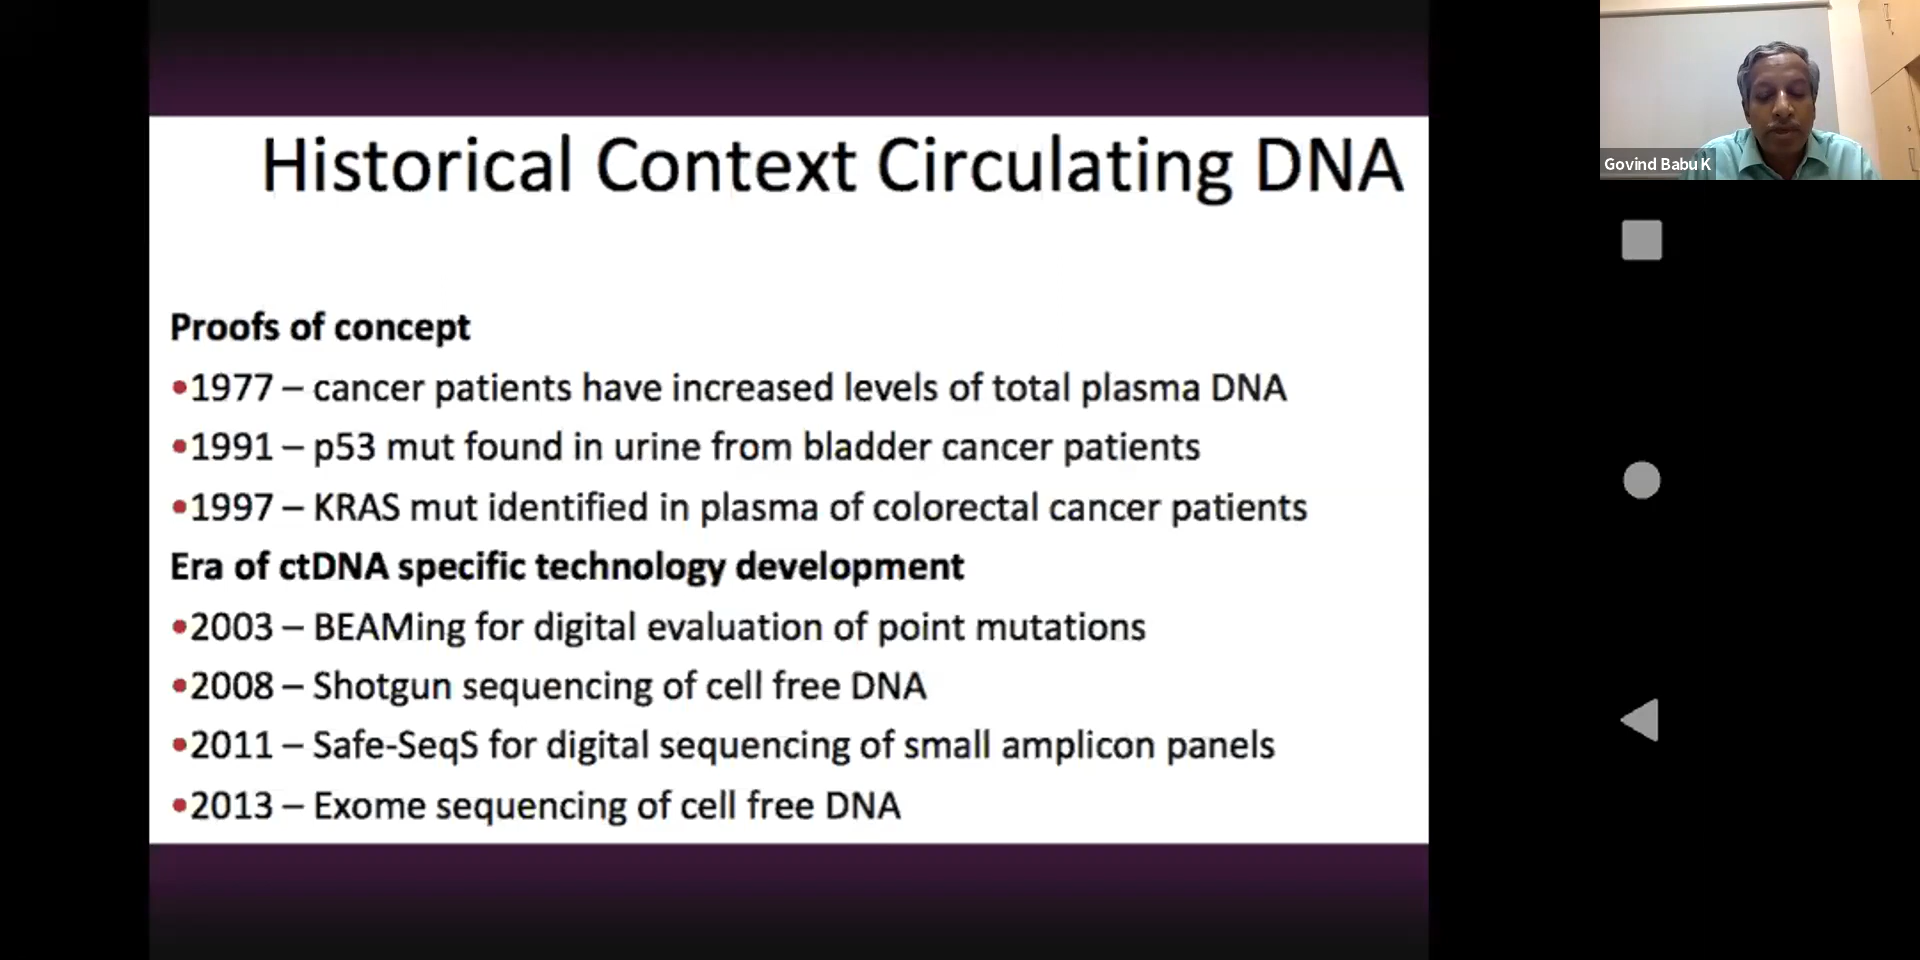 Historical Context Circulating DNA
Proofs of concept
•1977 – cancer patients have increased levels of total plasma DNA
•1991 – p53 mut found in urine from bladder cancer patients
•1997 – KRAS mut identified in plasma of colorectal cancer patients
Era of ctDNA specific technology development
•2003 – BEAMing for digital evaluation of point mutations
•2008 – Shotgun sequencing of cell free DNA
•2011 – Safe-SeqS for digital sequencing of small amplicon panels
•2013 – Exome sequencing of cell free DNA
Govind Babu K